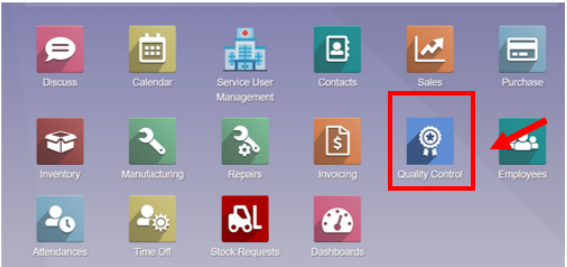 Discuss
Calendar
Service User
Management
Contacts
Sales
Purchase
Inventory
Manufacturing
Repairs
Invoicing
Quality Control
Employees
Attendances
Time Off
Stock Requests
Dashboards